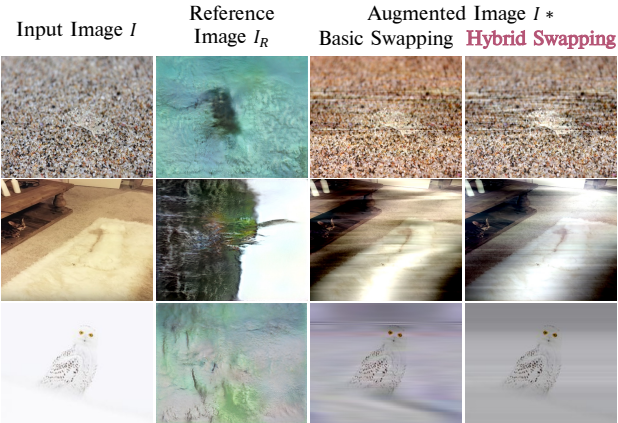 Input Image I
Reference
Image I_R
Augmented Image I *
Basic Swapping Hybrid Swapping